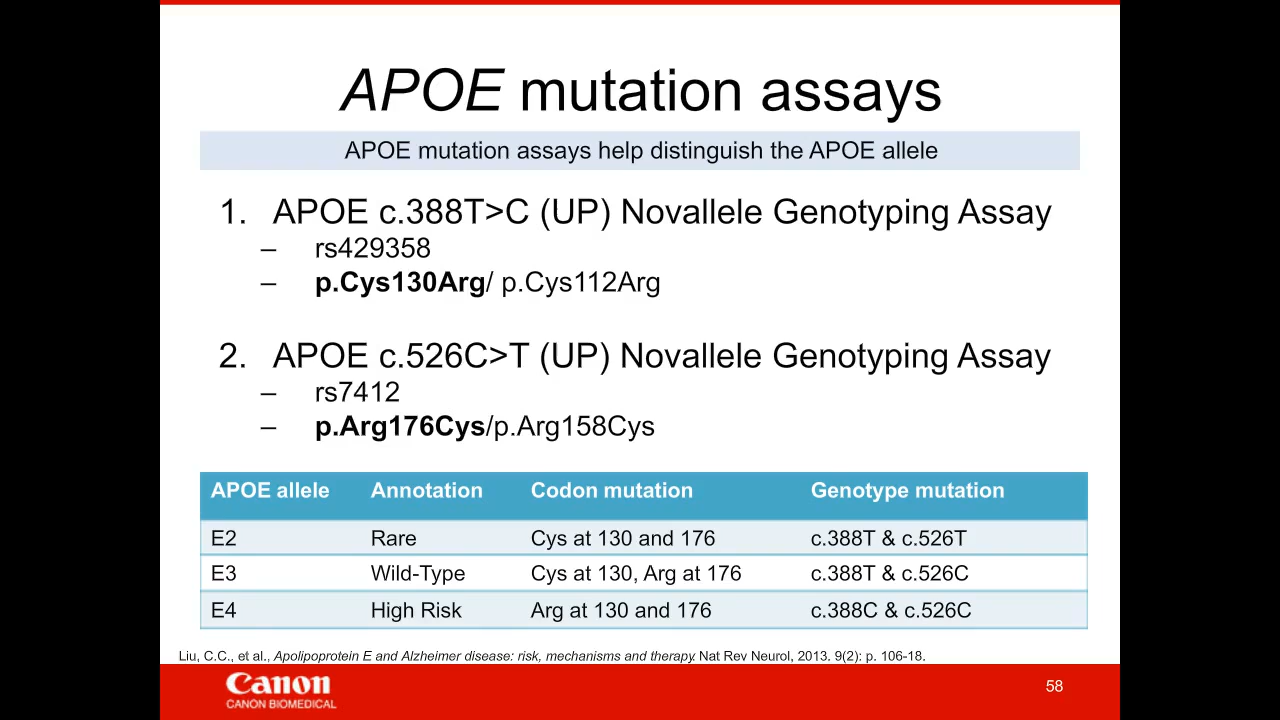 APOE mutation assays
APOE mutation assays help distinguish the APOE allele
1. APOE c.388T>C (UP) Novallele Genotyping Assay
– rs429358
– p.Cys130Arg/ p.Cys112Arg
2. APOE c.526C>T (UP) Novallele Genotyping Assay
– rs7412
– p.Arg176Cys/p.Arg158Cys
APOE allele Annotation Codon mutation Genotype mutation
E2 Rare Cys at 130 and 176 c.388T & c.526T
E3 Wild-Type Cys at 130, Arg at 176 c.388T & c.526C
E4 High Risk Arg at 130 and 176 c.388C & c.526C
Liu, C.C., et al., Apolipoprotein E and Alzheimer disease: risk, mechanisms and therapy. Nat Rev Neurol, 2013. 9(2): p. 106-18.
Canon
CANON BIOMEDICAL
58